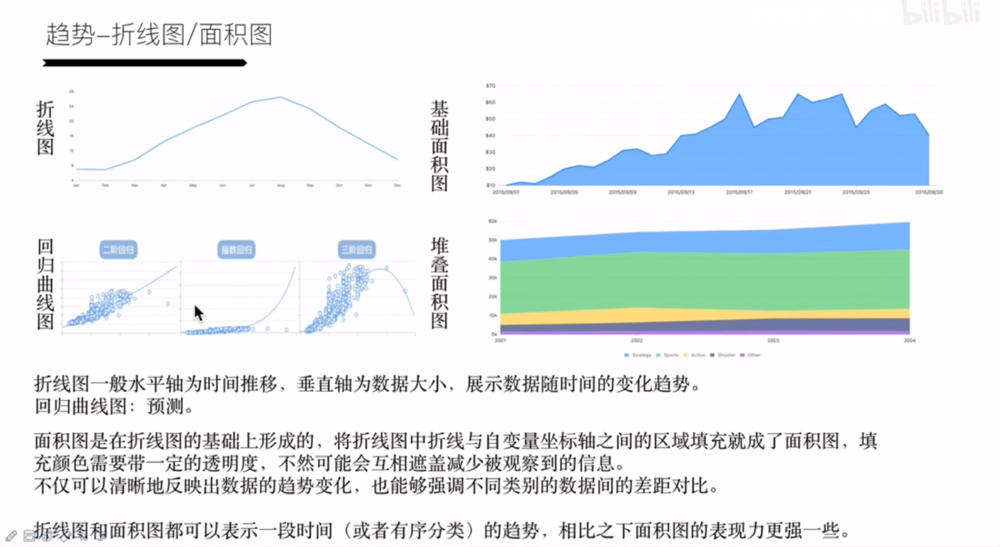 bilibili
趋势–折线图/面积图
折线图
28
24
20
16
12
8
4
Jan Feb Mar Apr May Jun Jul Aug Sep Oct Nov Dec
基础面积图
$70
$60
$50
$40
$30
$20
$10
2015/09/01 2015/09/05 2015/09/09 2015/09/13 2015/09/17 2015/09/21 2015/09/25 2015/09/30
回归曲线图
二阶回归 指数回归 三阶回归
堆叠面积图
60k
50k
40k
30k
20k
10k
0k
2001 2002 2003 2004
Strategy Sports Action Shooter Other
折线图一般水平轴为时间推移，垂直轴为数据大小，展示数据随时间的变化趋势。
回归曲线图：预测。
面积图是在折线图的基础上形成的，将折线图中折线与自变量坐标轴之间的区域填充就成了面积图，填
充颜色需要带一定的透明度，不然可能会互相遮盖减少被观察到的信息。
不仅可以清晰地反映出数据的趋势变化，也能够强调不同类别的数据间的差距对比。
折线图和面积图都可以表示一段时间（或者有序分类）的趋势，相比之下面积图的表现力更强一些。